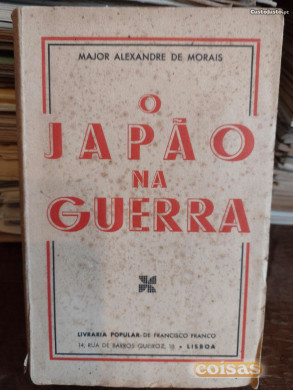 MAJOR ALEXANDRE DE MORAIS
O
JAPÃO
NA
GUERRA
LIVRARIA POPULAR DE FRANCISCO FRANCO
14, RUA DE BARROS QUEIROZ, 18 • LISBOA
coisas